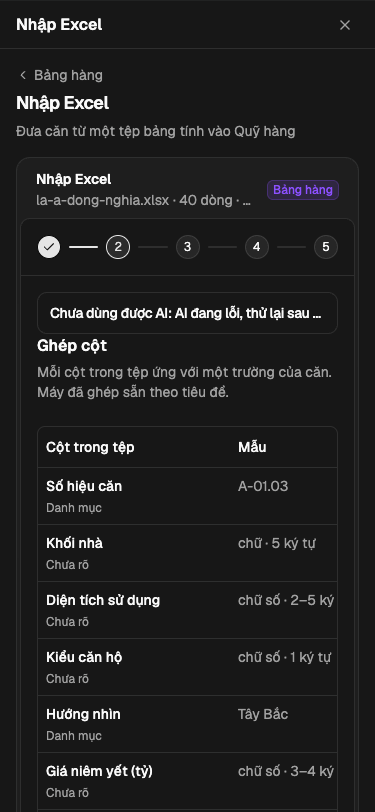 Nhập Excel
Bảng hàng
Nhập Excel
Đưa căn từ một tệp bảng tính vào Quỹ hàng
Nhập Excel
la-a-dong-nghia.xlsx · 40 dòng · ...
Bảng hàng
2 3 4 5
Chưa dùng được AI: AI đang lỗi, thử lại sau ...
Ghép cột
Mỗi cột trong tệp ứng với một trường của căn.
Máy đã ghép sẵn theo tiêu đề.
Cột trong tệp Mẫu
Số hiệu căn A-01.03
Danh mục
Khối nhà chữ · 5 ký tự
Chưa rõ
Diện tích sử dụng chữ số · 2–5 ký
Chưa rõ
Kiểu căn hộ chữ số · 1 ký tự
Chưa rõ
Hướng nhìn Tây Bắc
Danh mục
Giá niêm yết (tỷ) chữ số · 3–4 ký
Chưa rõ